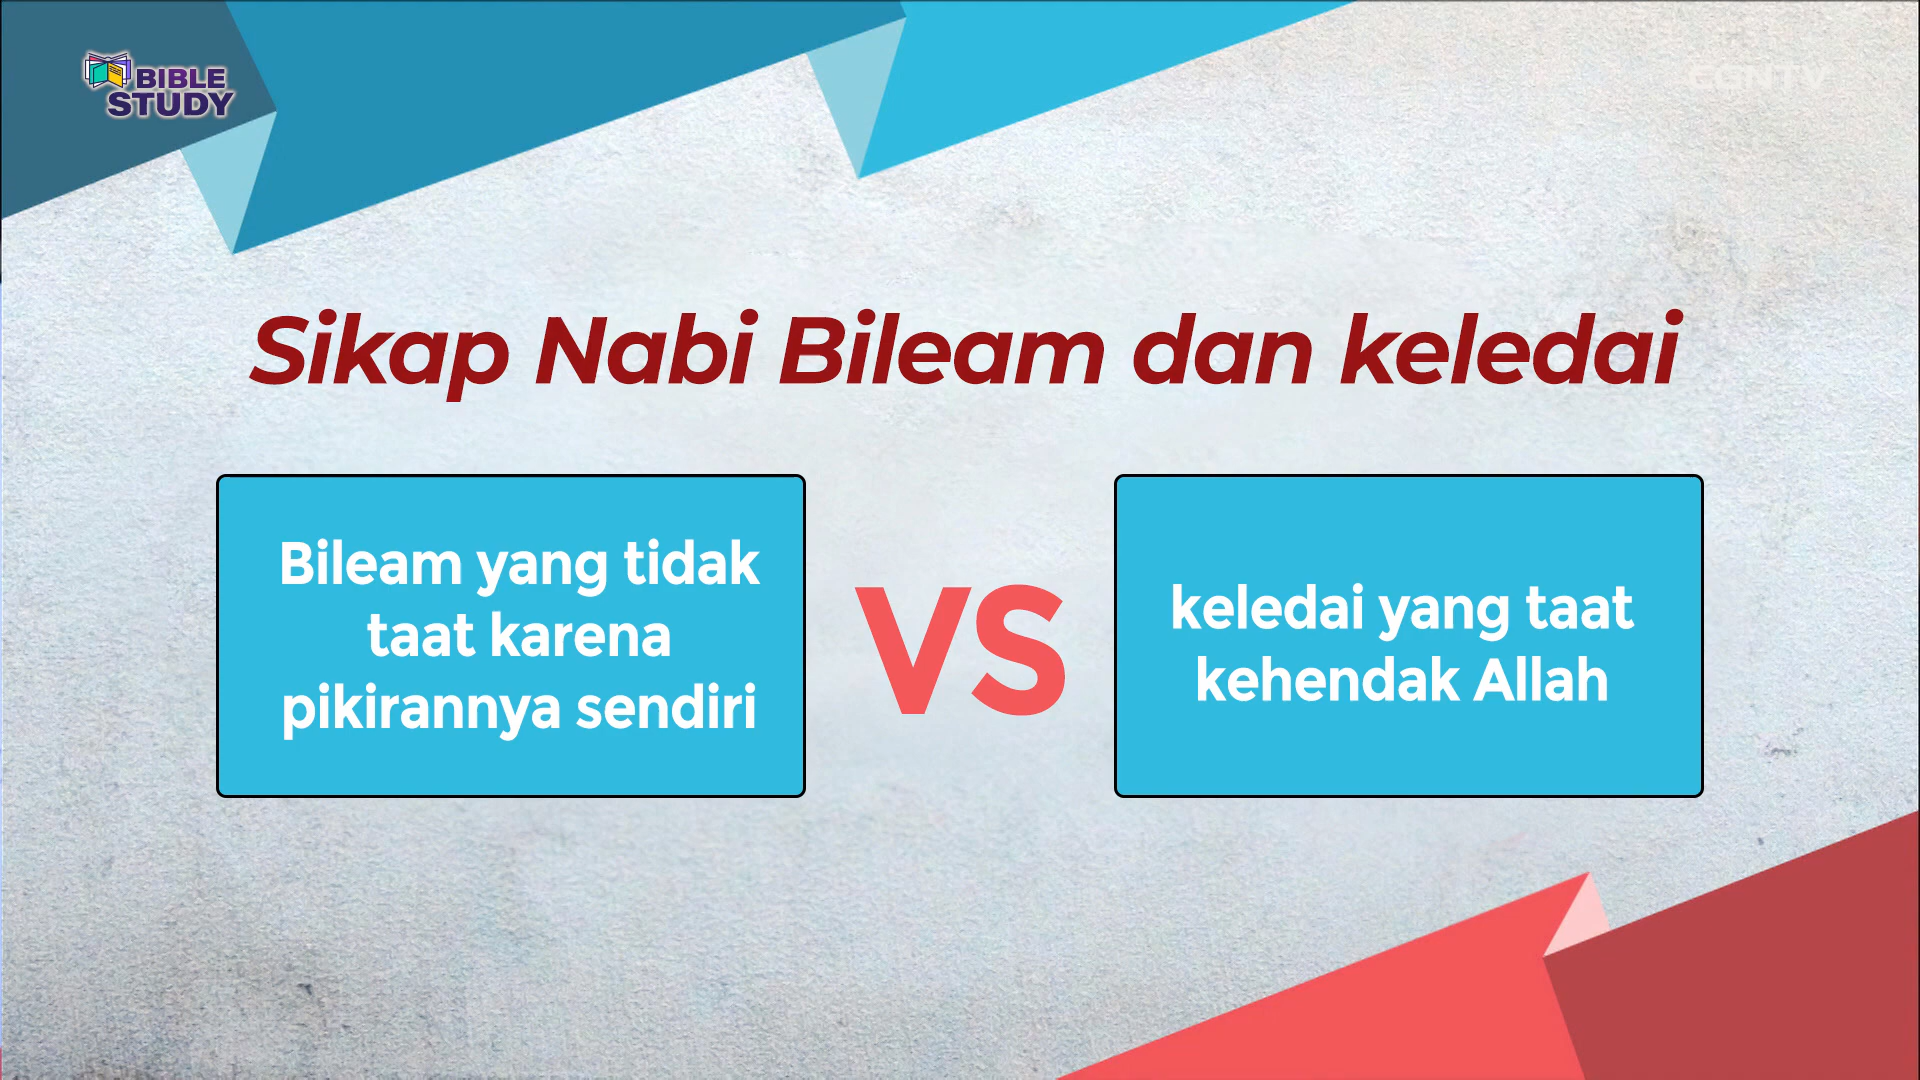 BIBLE
STUDY
CGNTV
Sikap Nabi Bileam dan keledai
Bileam yang tidak
taat karena
pikirannya sendiri
VS
keledai yang taat
kehendak Allah